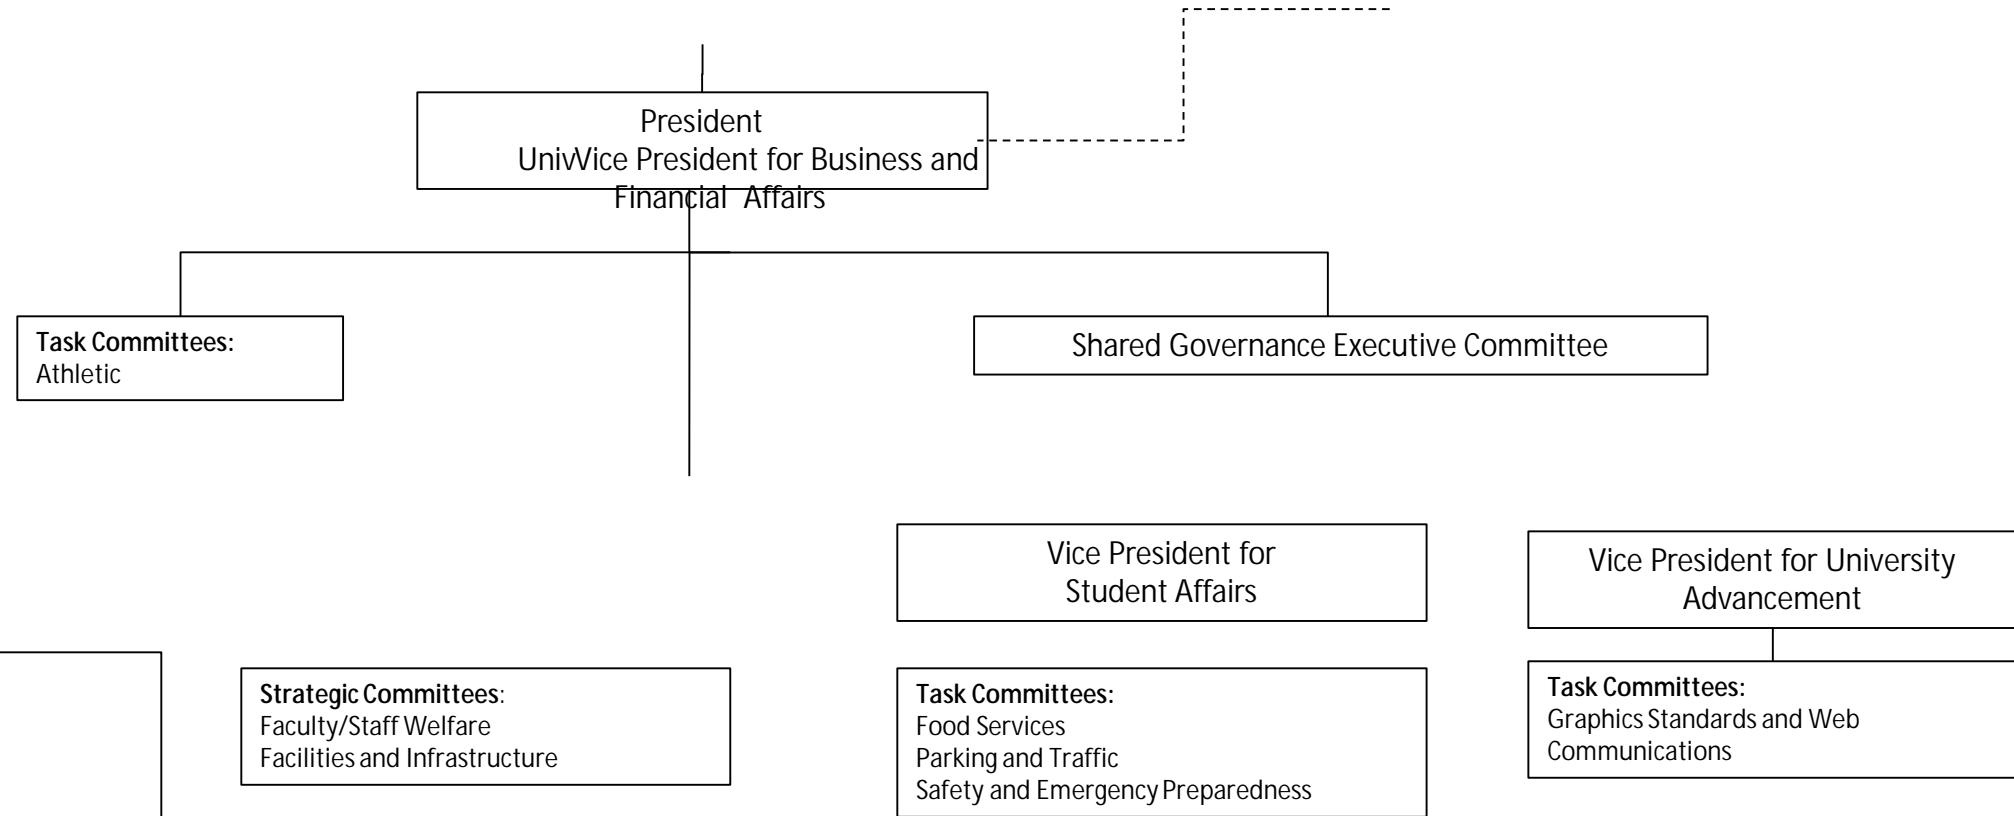 President
UnivVice President for Business and
Financial Affairs
Task Committees:
Athletic
Shared Governance Executive Committee
Vice President for
Student Affairs
Vice President for University
Advancement
Strategic Committees:
Faculty/Staff Welfare
Facilities and Infrastructure
Task Committees:
Food Services
Parking and Traffic
Safety and Emergency Preparedness
Task Committees:
Graphics Standards and Web
Communications